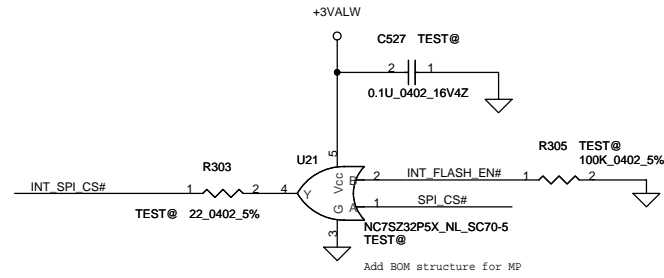 +3VALW
C527 TEST@
2 1
0.1U_0402_16V4Z
5
U21
R303
R305 TEST@
100K_0402_5%
INT_SPI_CS#
1 2
4
Y
Vcc
B
2
INT_FLASH_EN#
1 2
G
A
1
SPI_CS#
TEST@ 22_0402_5%
3
NC7SZ32P5X_NL_SC70-5
TEST@
Add BOM structure for MP